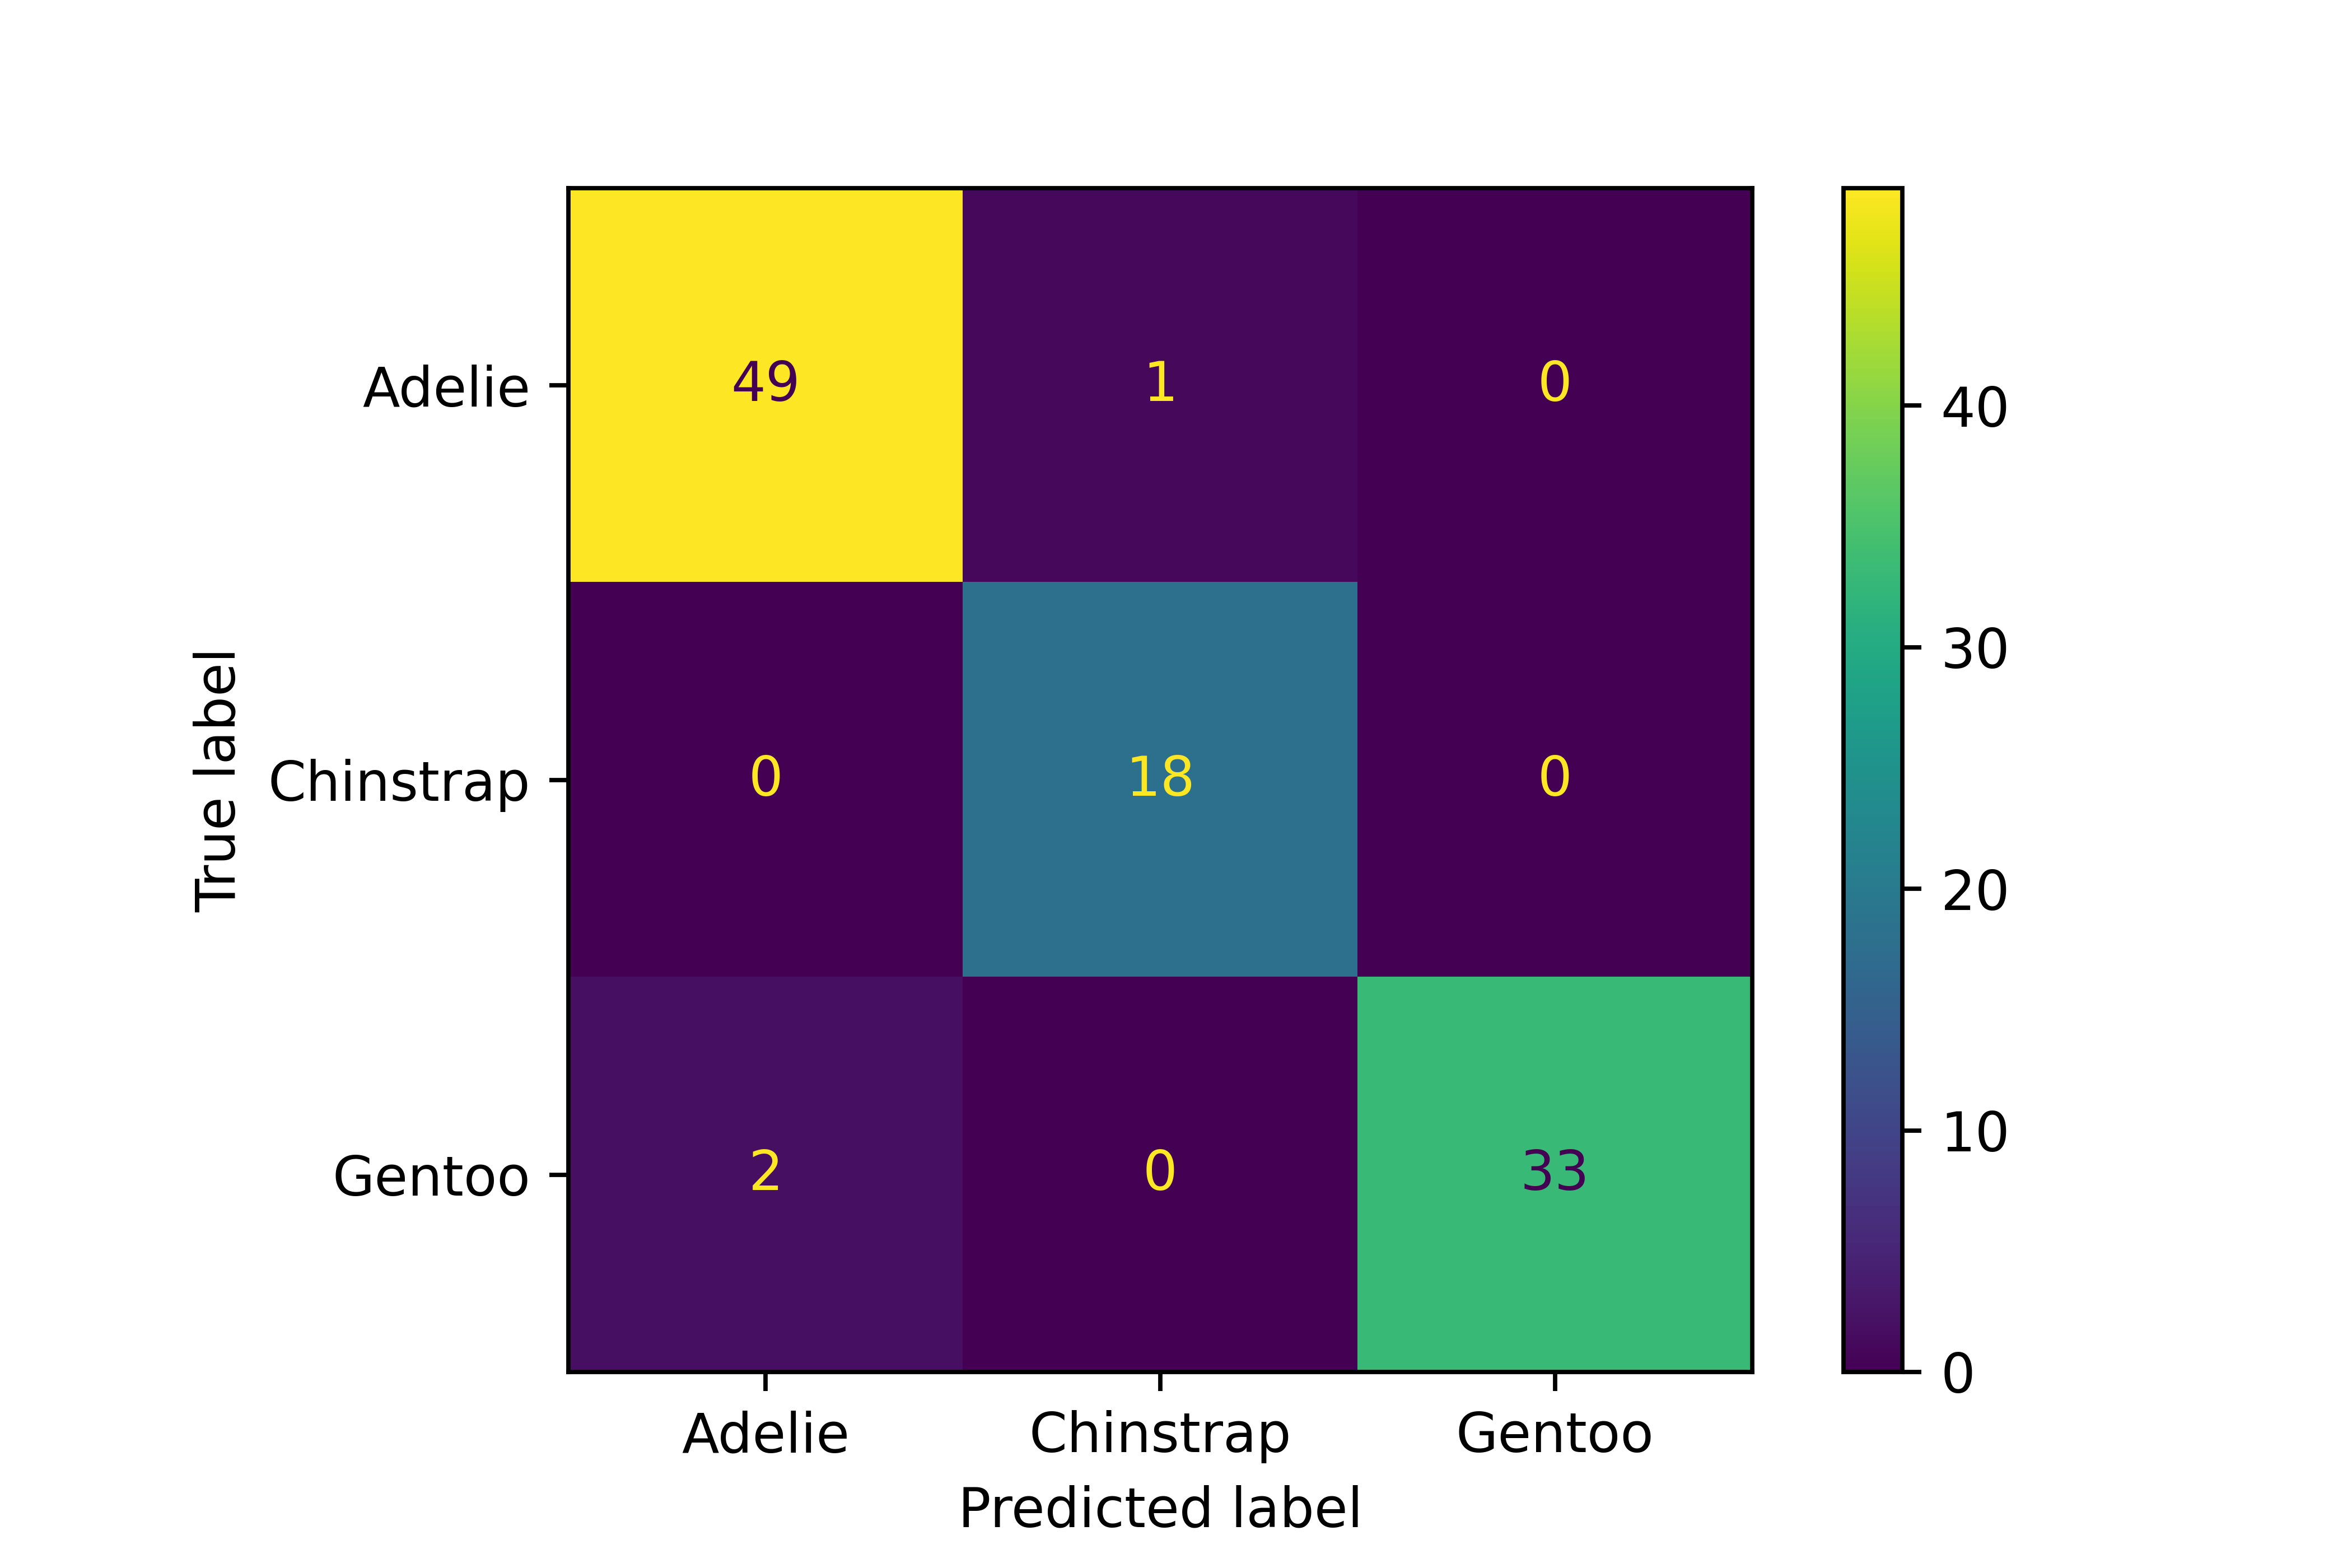 Adelie 49 1 0
Chinstrap 0 18 0
Gentoo 2 0 33
Adelie Chinstrap Gentoo
Predicted label
True label
40
30
20
10
0